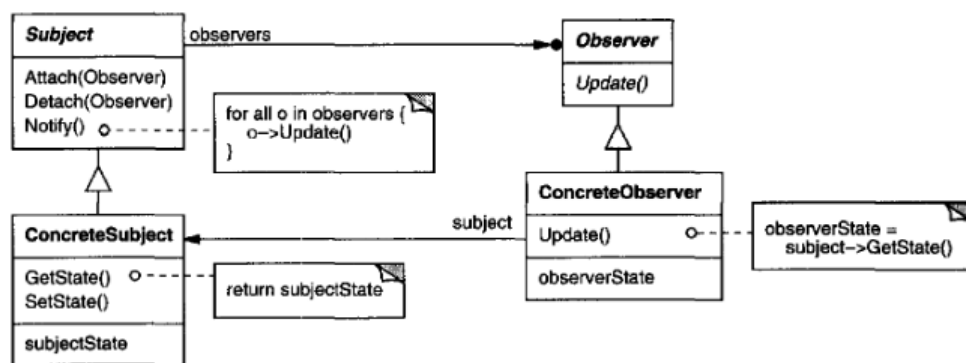 Subject
observers
Observer
Attach(Observer)
Detach(Observer)
Notify()
for all o in observers {
o->Update()
}
Update()
ConcreteSubject
GetState()
SetState()
subjectState
return subjectState
subject
ConcreteObserver
Update()
observerState
observerState =
subject->GetState()